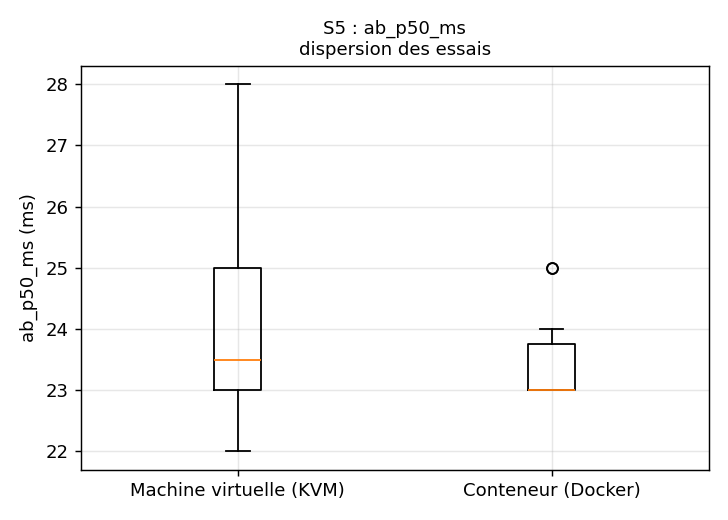 S5 : ab_p50_ms
dispersion des essais
ab_p50_ms (ms)
28
27
26
25
24
23
22
Machine virtuelle (KVM)
Conteneur (Docker)